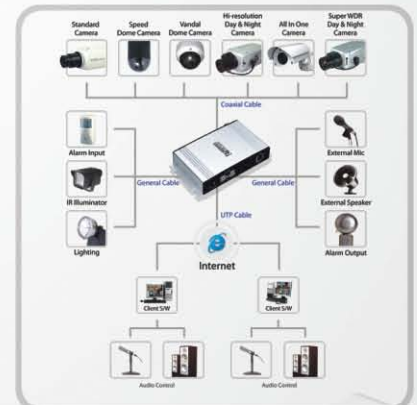 Standard
Camera
Speed
Dome Camera
Vandal
Dome Camera
Hi-resolution
Day & Night
Camera
All In One
Camera
Super WDR
Day & Night
Camera
Coaxial Cable
Alarm Input
External Mic
General Cable
General Cable
IR Illuminator
External Speaker
UTP Cable
Lighting
Alarm Output
Internet
Client S/W
Client S/W
Audio Control
Audio Control